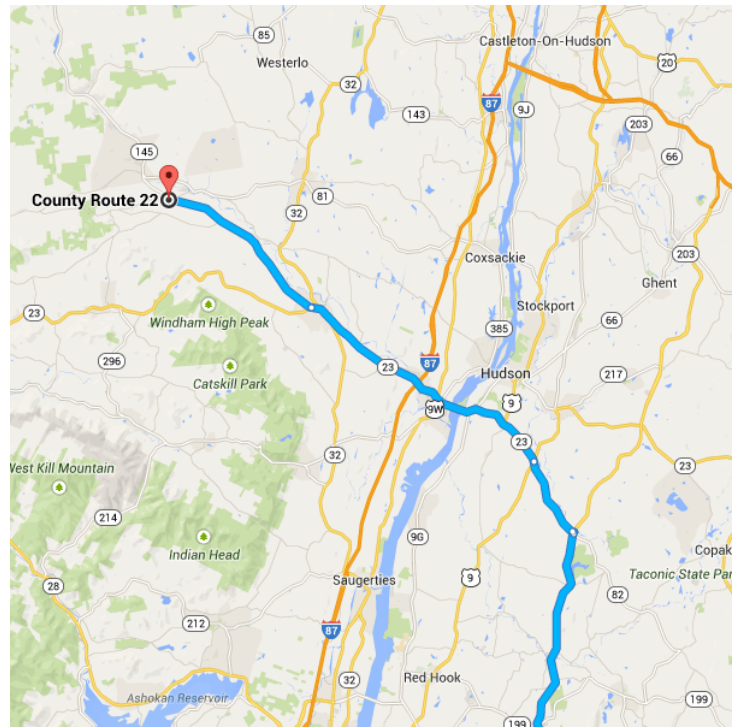 85
Castleton-On-Hudson
Westerlo
20
32
87
9J
143
203
145
66
County Route 22
81
32
203
Coxsackie
Ghent
Stockport
23
Windham High Peak
66
385
296
87
23
Hudson
217
Catskill Park
9W
9
23
West Kill Mountain
32
23
214
9G
Indian Head
Copak
28
Saugerties
9
Taconic State Par
82
212
87
Red Hook
32
Ashokan Reservoir
199
199